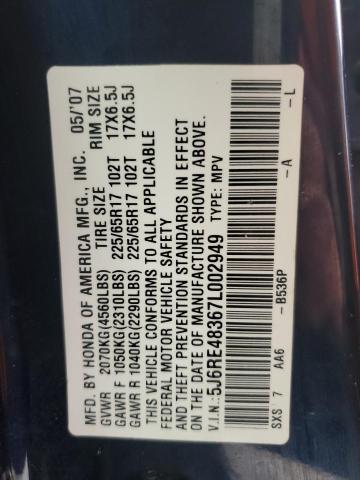 MFD. BY HONDA OF AMERICA MFG., INC. 05/'07
GVWR 2070KG(4560LBS) TIRE SIZE RIM SIZE
GAWR F 1050KG(2310LBS) 225/65R17 102T 17X6.5J
GAWR R 1040KG(2290LBS) 225/65R17 102T 17X6.5J
THIS VEHICLE CONFORMS TO ALL APPLICABLE
FEDERAL MOTOR VEHICLE SAFETY
AND THEFT PREVENTION STANDARDS IN EFFECT
ON THE DATE OF MANUFACTURE SHOWN ABOVE.
V.I.N.: 5J6RE48367L002949 TYPE: MPV
SXS 7 AA6 -B536P -A -L